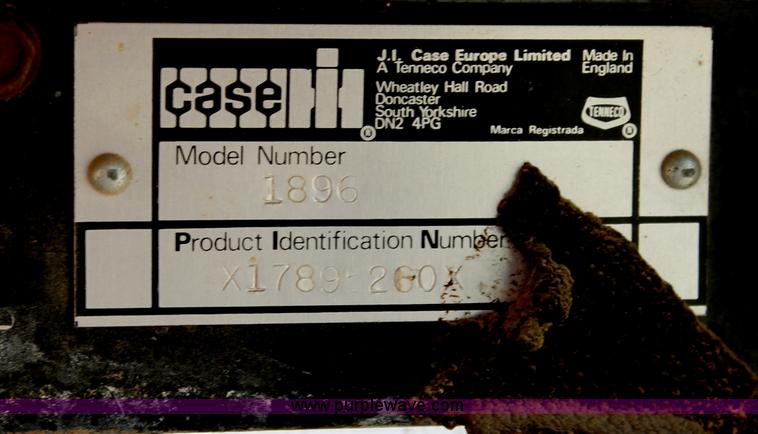 case IH
J.I. Case Europe Limited
A Tenneco Company
Wheatley Hall Road
Doncaster
South Yorkshire
DN2 4PG
Made In
England
TENNECO
Marca Registrada
Model Number
1896
Product Identification Number
www.purplewave.com